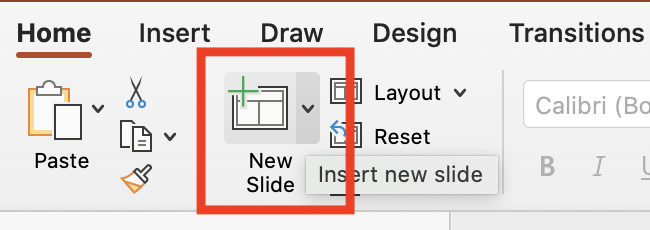 Home Insert Draw Design Transitions
Layout
Calibri (Bo
Paste
New
Slide
Reset
Insert new slide
B I U